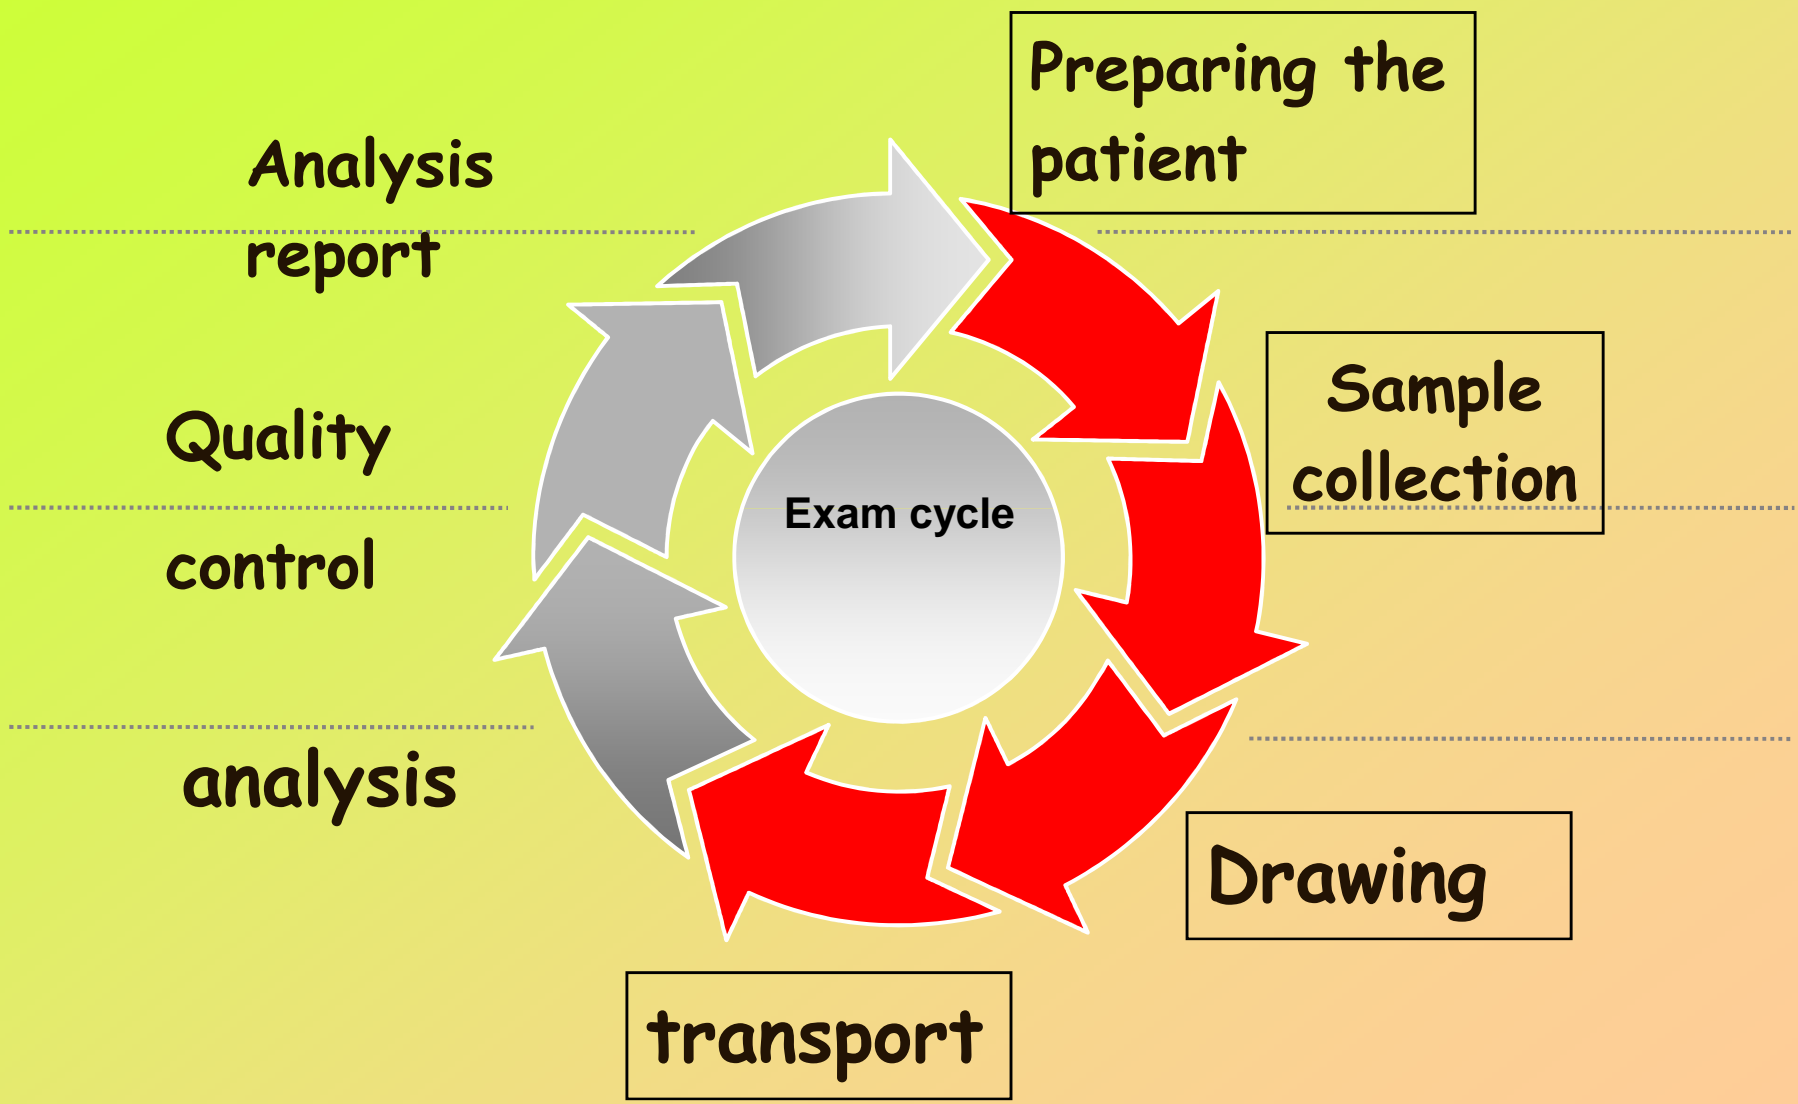 Preparing the
patient
Sample
collection
Drawing
transport
analysis
Quality
control
Analysis
report
Exam cycle